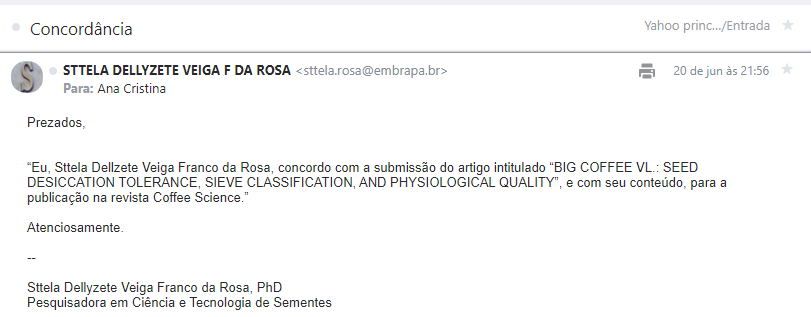 Concordância
Yahoo princ.../Entrada
STTELA DELLYZETE VEIGA F DA ROSA <sttela.rosa@embrapa.br>
20 de jun às 21:56
Para: Ana Cristina
Prezados,
“Eu, Sttela Dellzete Veiga Franco da Rosa, concordo com a submissão do artigo intitulado “BIG COFFEE VL.: SEED
DESICCATION TOLERANCE, SIEVE CLASSIFICATION, AND PHYSIOLOGICAL QUALITY”, e com seu conteúdo, para a
publicação na revista Coffee Science.”
Atenciosamente.
--
Sttela Dellyzete Veiga Franco da Rosa, PhD
Pesquisadora em Ciência e Tecnologia de Sementes